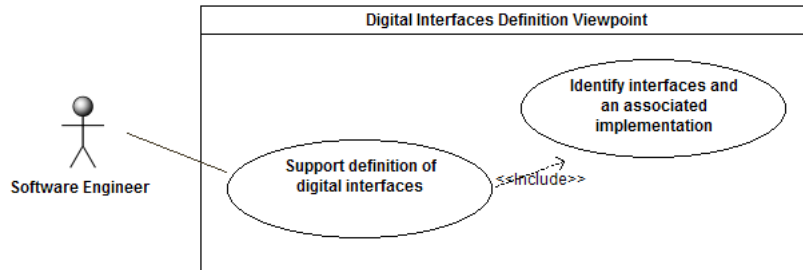 Digital Interfaces Definition Viewpoint
Identify interfaces and
an associated
implementation
Support definition of
digital interfaces
<<Include>>
Software Engineer